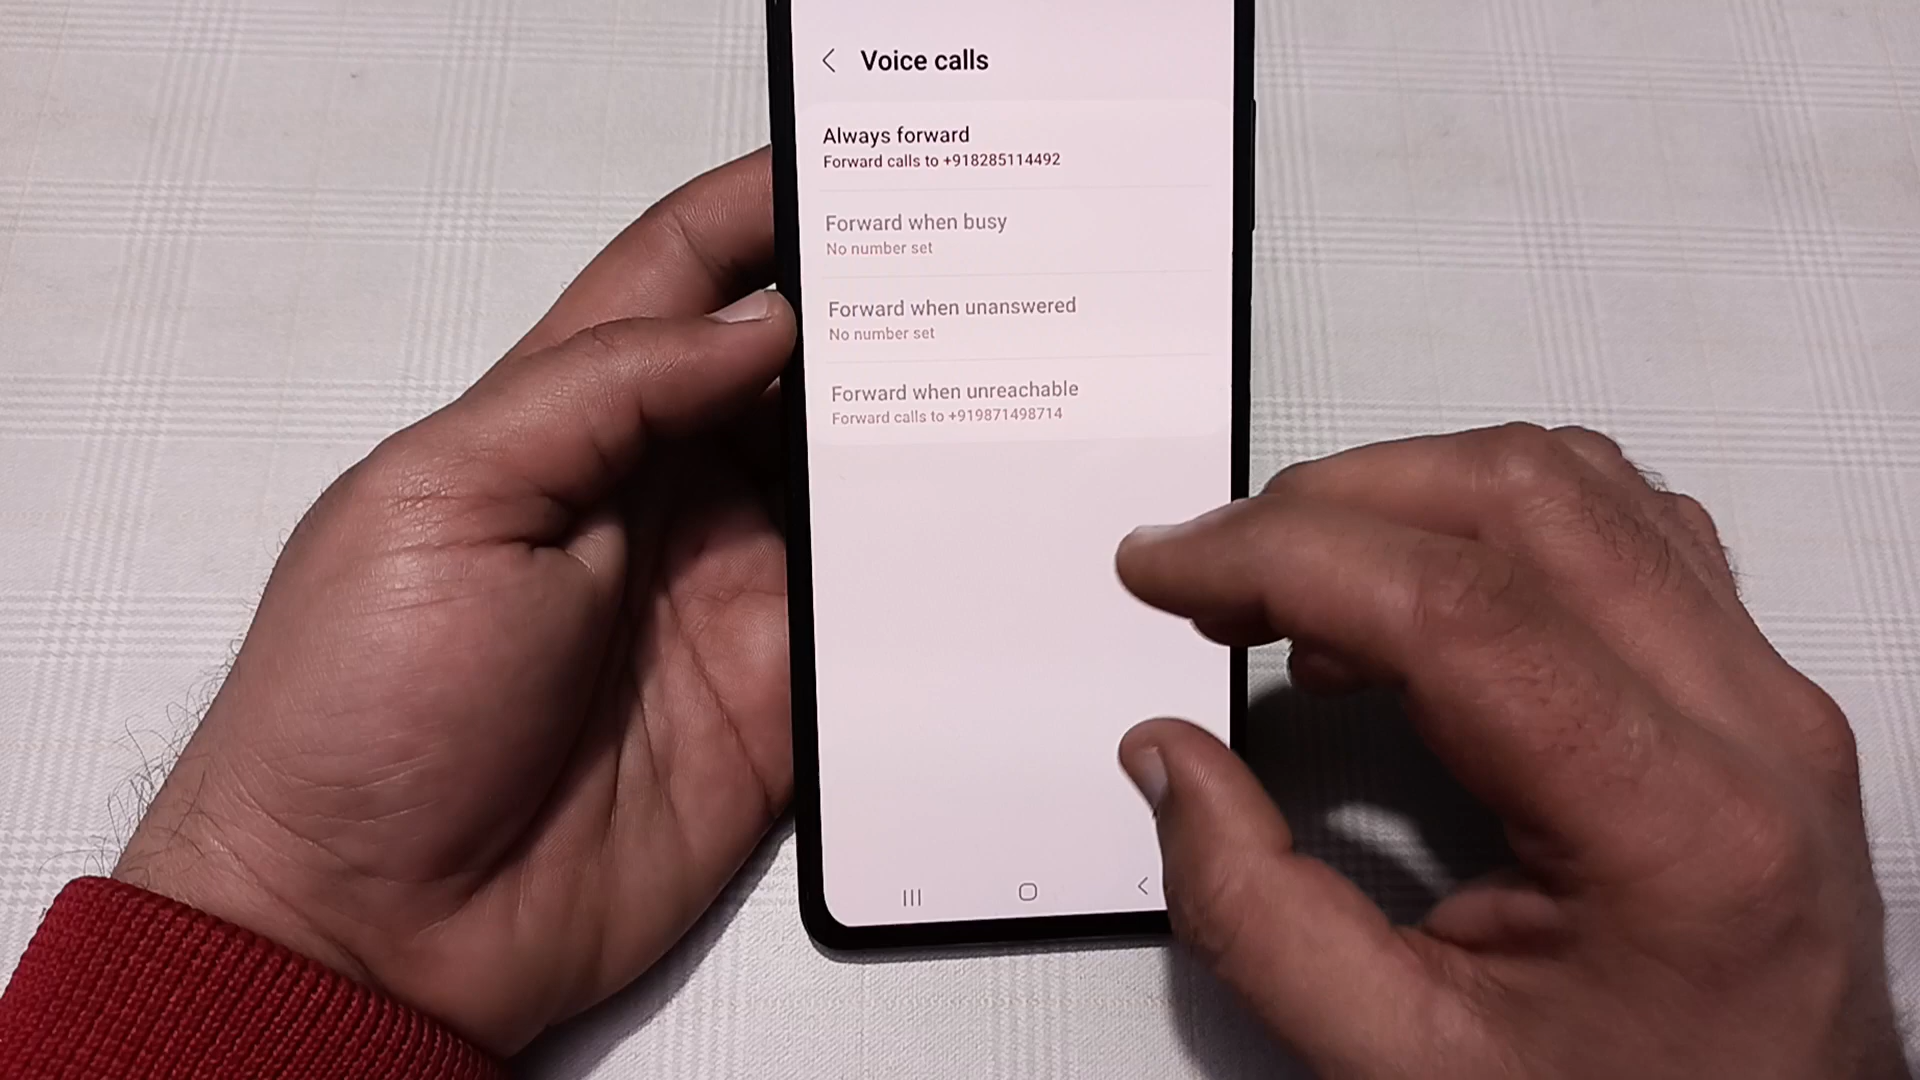 Voice calls
Always forward
Forward calls to +918285114492
Forward when busy
No number set
Forward when unanswered
No number set
Forward when unreachable
Forward calls to +919871498714